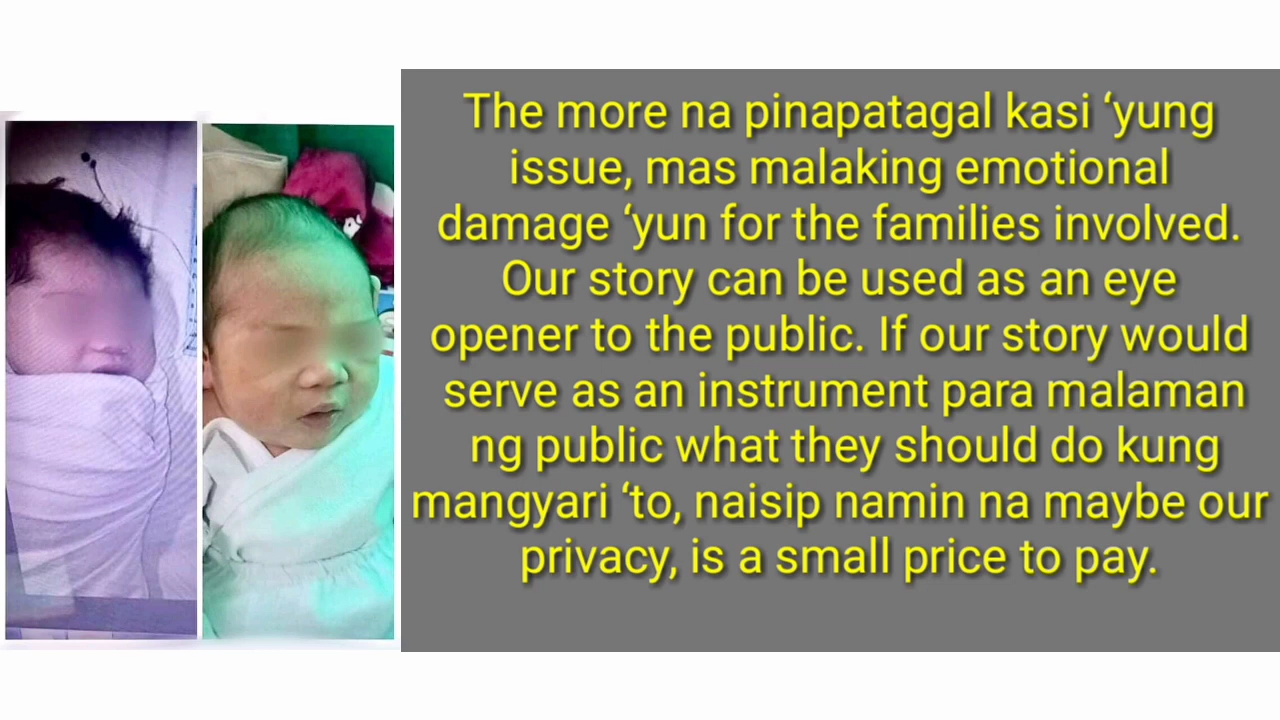 The more na pinapatagal kasi ‘yung
issue, mas malaking emotional
damage ‘yun for the families involved.
Our story can be used as an eye
opener to the public. If our story would
serve as an instrument para malaman
ng public what they should do kung
mangyari ‘to, naisip namin na maybe our
privacy, is a small price to pay.